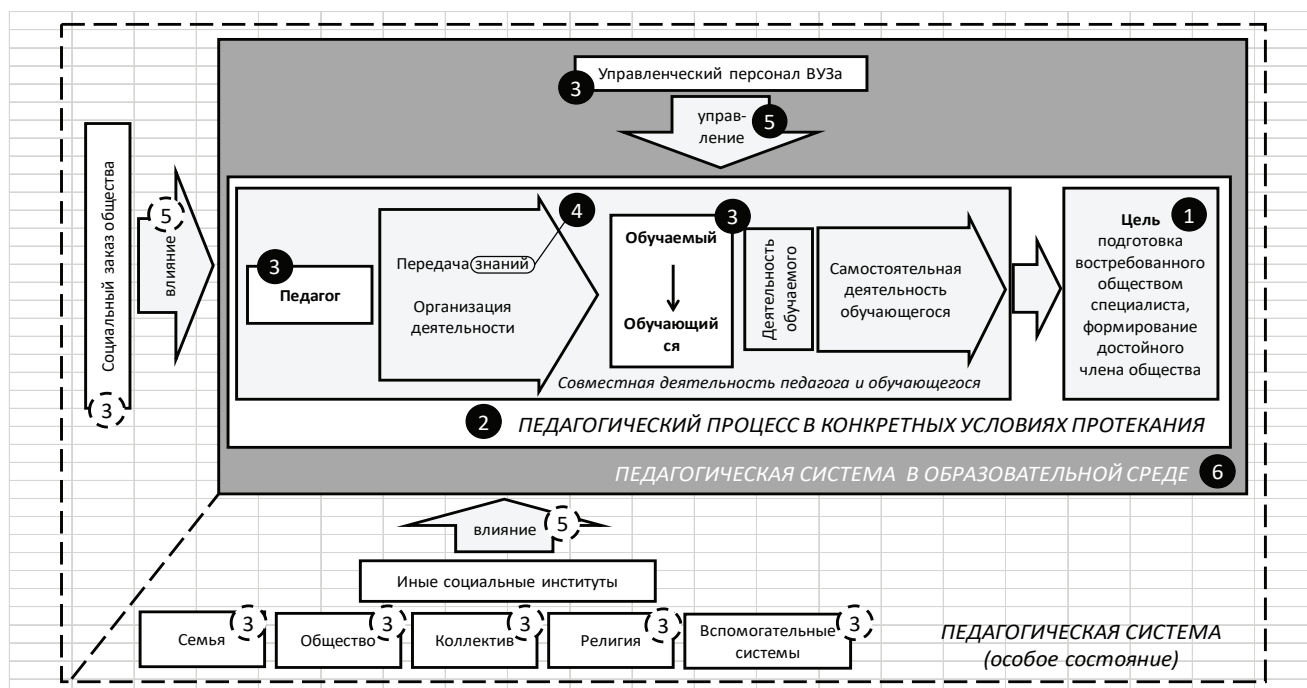 Управленческий персонал ВУЗа
3
управ-
ление
5
Социальный заказ общества
3
влияние
5
3
Педагог
Передача знаний
4
Организация
деятельности
3
Обучаемый
Обучающий
ся
Деятельность
обучаемого
Самостоятельная
деятельность
обучающегося
Совместная деятельность педагога и обучающегося
1
Цель
подготовка
востребованного
обществом
специалиста,
формирование
достойного
члена общества
2 ПЕДАГОГИЧЕСКИЙ ПРОЦЕСС В КОНКРЕТНЫХ УСЛОВИЯХ ПРОТЕКАНИЯ
ПЕДАГОГИЧЕСКАЯ СИСТЕМА В ОБРАЗОВАТЕЛЬНОЙ СРЕДЕ 6
влияние 5
Иные социальные институты
Семья 3
Общество 3
Коллектив 3
Религия 3
Вспомогательные 3
системы
ПЕДАГОГИЧЕСКАЯ СИСТЕМА
(особое состояние)